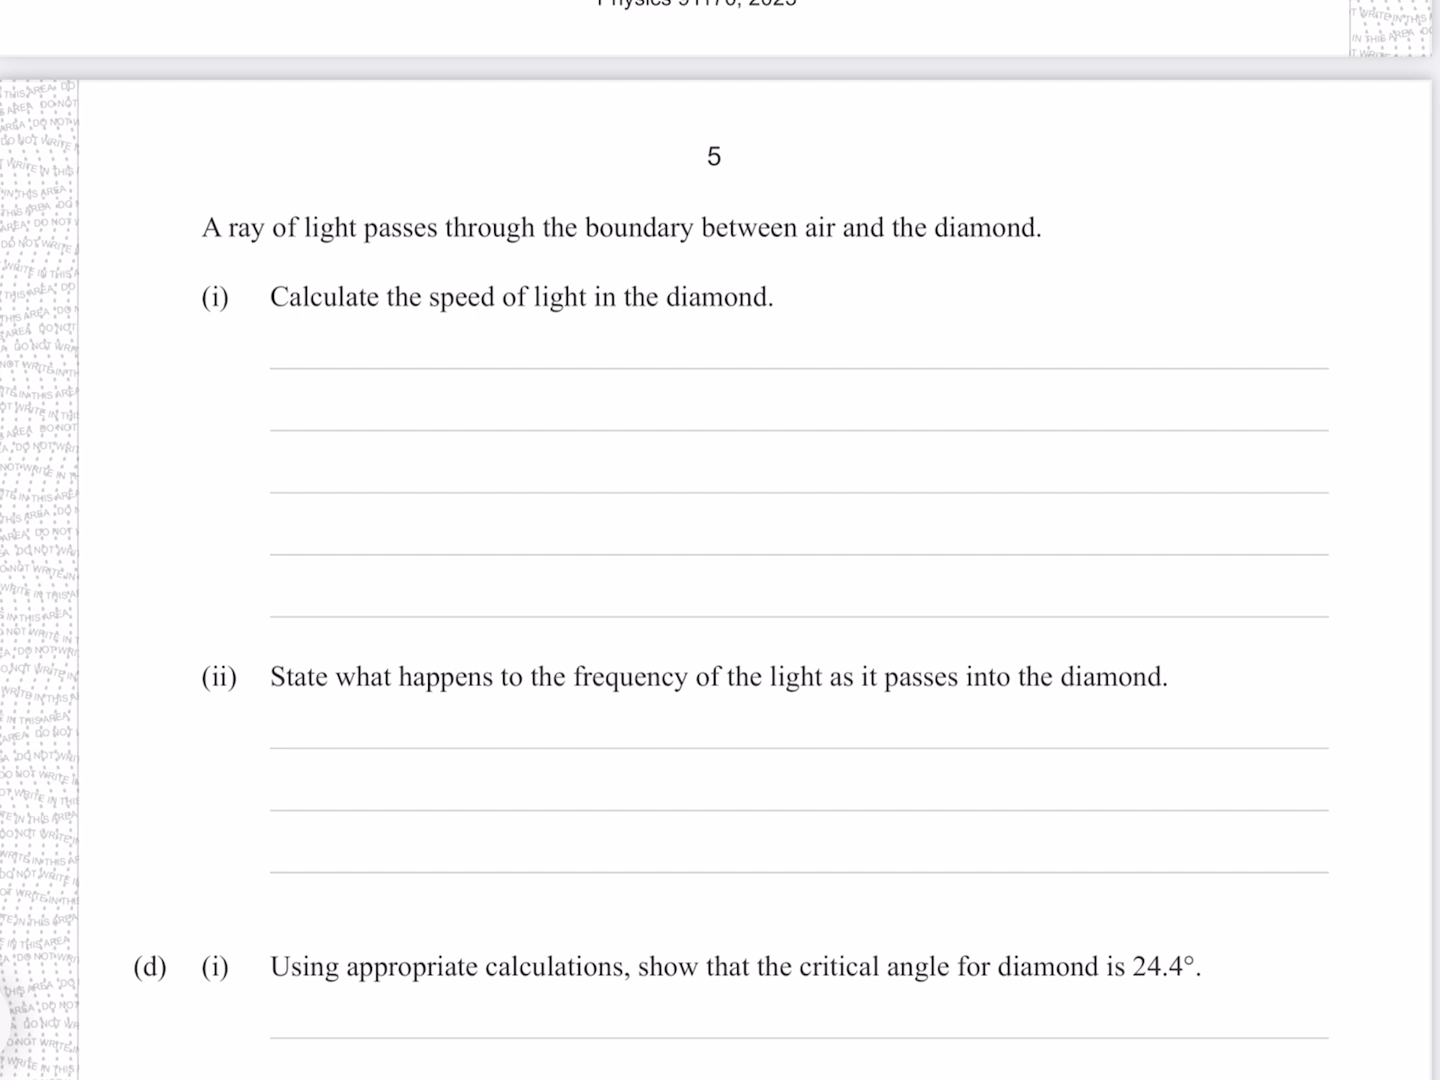 5
A ray of light passes through the boundary between air and the diamond.
(i) Calculate the speed of light in the diamond.
(ii) State what happens to the frequency of the light as it passes into the diamond.
(d) (i) Using appropriate calculations, show that the critical angle for diamond is 24.4°.